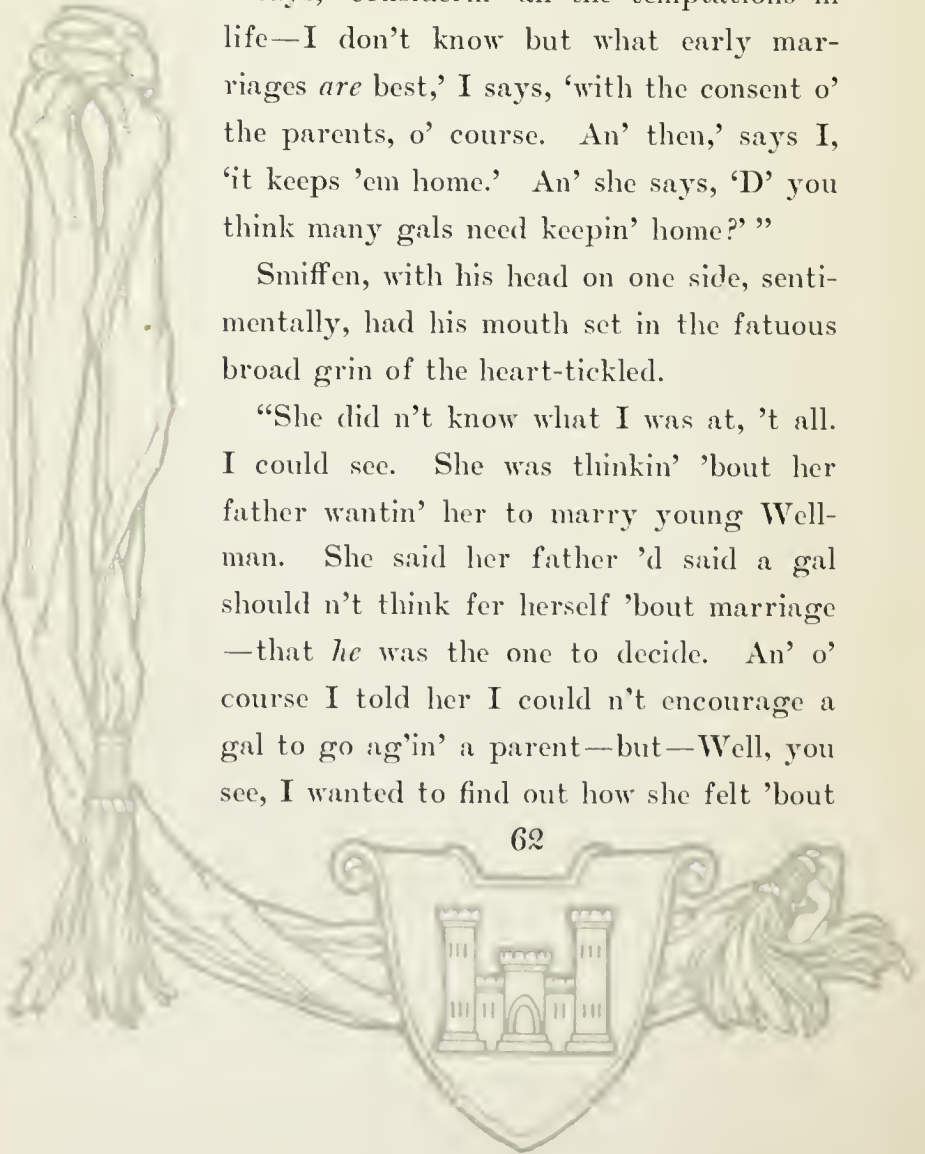 life—I don't know but what early mar-
riages are best,' I says, 'with the consent o'
the parents, o' course. An' then,' says I,
'it keeps 'em home.' An' she says, 'D' you
think many gals need keepin' home?' "
Sniffen, with his head on one side, senti-
mentally, had his mouth set in the fatuous
broad grin of the heart-tickled.
"She did n't know what I was at, 't all.
I could see. She was thinkin' 'bout her
father wantin' her to marry young Well-
man. She said her father 'd said a gal
should n't think fer herself 'bout marriage
—that he was the one to decide. An' o'
course I told her I could n't encourage a
gal to go ag'in' a parent—but—Well, you
see, I wanted to find out how she felt 'bout
62